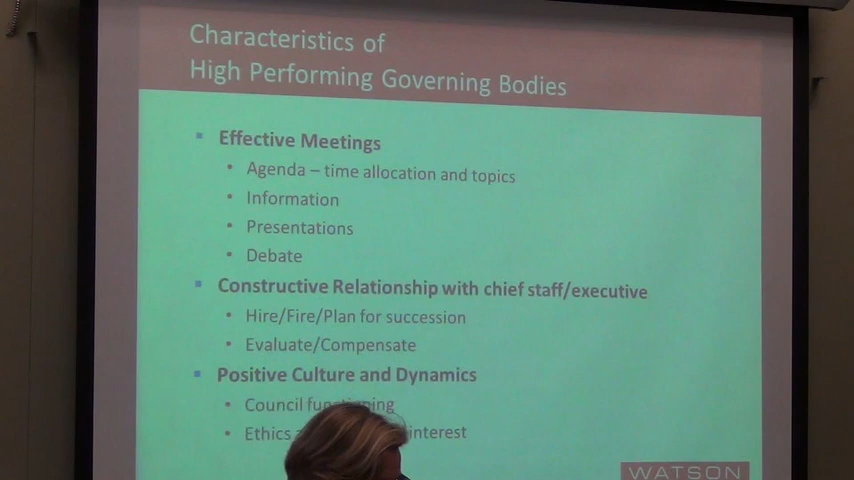 Characteristics of
High Performing Governing Bodies
Effective Meetings
Agenda – time allocation and topics
Information
Presentations
Debate
Constructive Relationship with chief staff/executive
Hire/Fire/Plan for succession
Evaluate/Compensate
Positive Culture and Dynamics
Council functioning
Ethics interest
WATSON